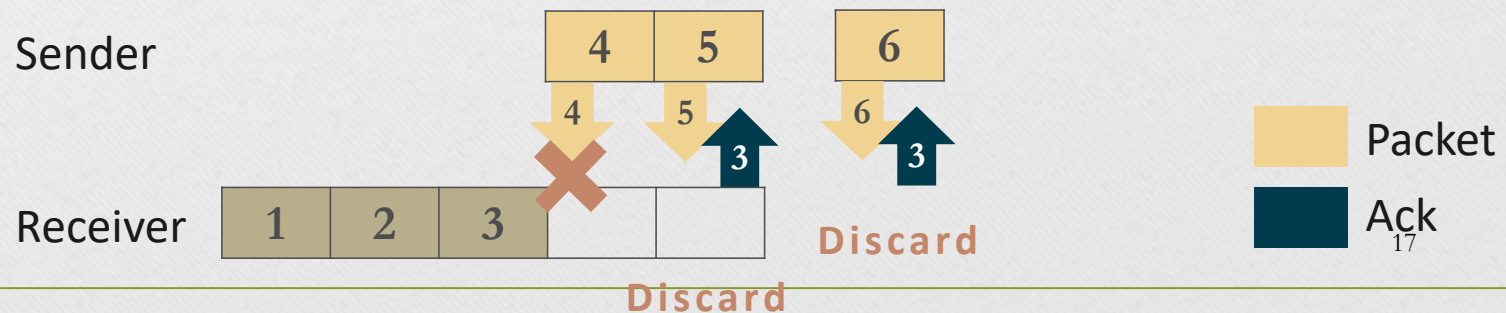 Sender
4 5 6
4 5 6
3 3
Packet
Receiver
1 2 3
Ack
17
Discard
Discard